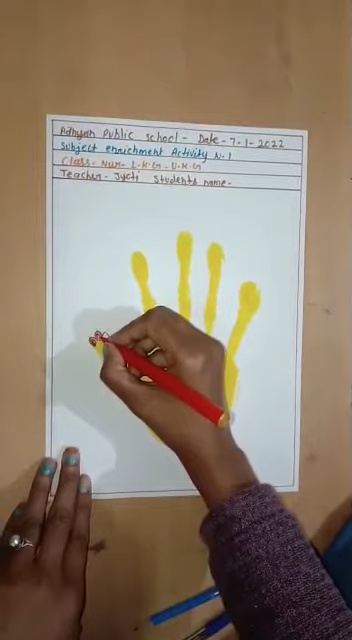 Adhyan Public school - Date - 7-1-2022
Subject enrichment Activity N.1
Class - Nur - L.K.G - U.K.G
Teacher - Jyoti Students name -